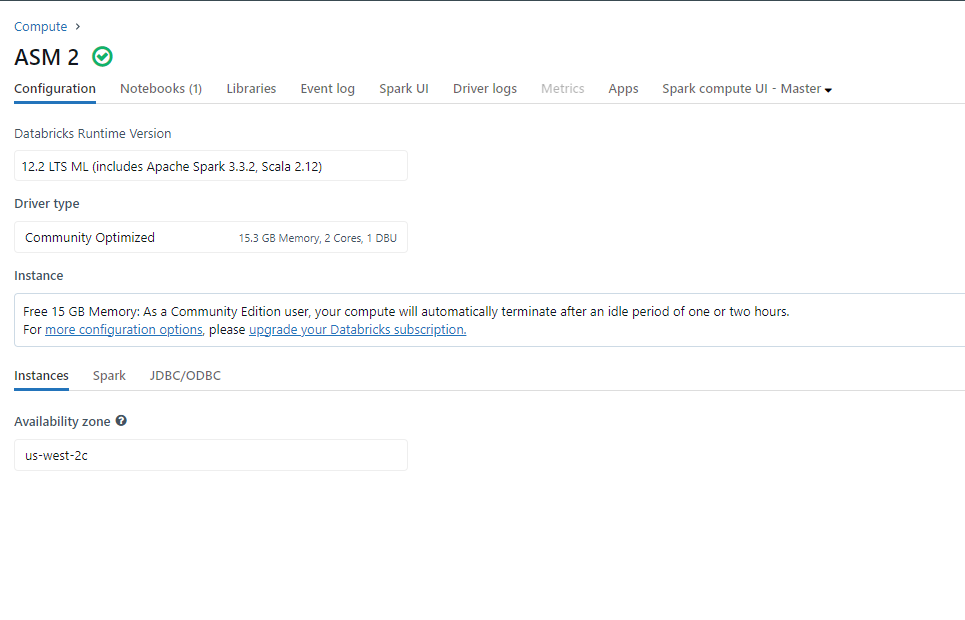 Compute >
ASM 2
Configuration Notebooks (1) Libraries Event log Spark UI Driver logs Metrics Apps Spark compute UI - Master
Databricks Runtime Version
12.2 LTS ML (includes Apache Spark 3.3.2, Scala 2.12)
Driver type
Community Optimized 15.3 GB Memory, 2 Cores, 1 DBU
Instance
Free 15 GB Memory: As a Community Edition user, your compute will automatically terminate after an idle period of one or two hours.
For more configuration options, please upgrade your Databricks subscription.
Instances Spark JDBC/ODBC
Availability zone ?
us-west-2c